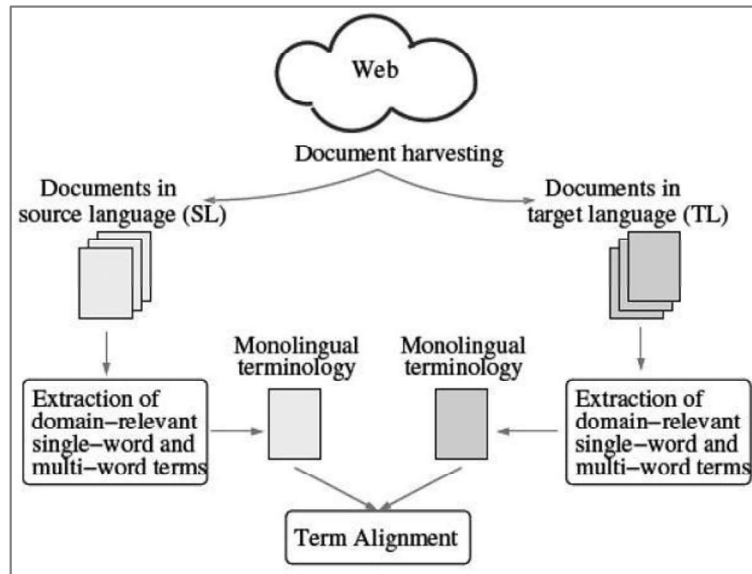 Web
Document harvesting
Documents in
source language (SL)
Documents in
target language (TL)
Monolingual
terminology
Monolingual
terminology
Extraction of
domain-relevant
single-word and
multi-word terms
Extraction of
domain-relevant
single-word and
multi-word terms
Term Alignment